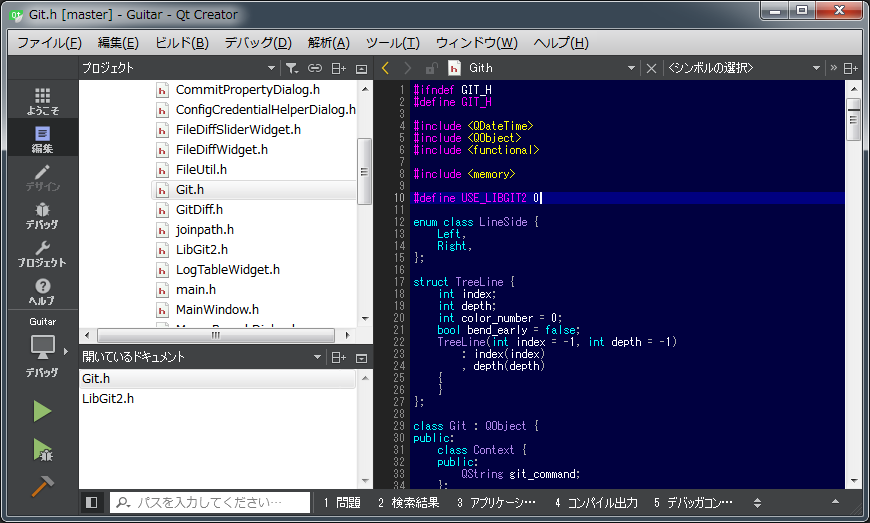 Git.h [master] - Guitar - Qt Creator
ファイル(F) 編集(E) ビルド(B) デバッグ(D) 解析(A) ツール(T) ウィンドウ(W) ヘルプ(H)
ようこそ
編集
デザイン
デバッグ
プロジェクト
ヘルプ
Guitar
デバッグ
プロジェクト
CommitPropertyDialog.h
ConfigCredentialHelperDialog.h
FileDiffSliderWidget.h
FileDiffWidget.h
FileUtil.h
Git.h
GitDiff.h
joinpath.h
LibGit2.h
LogTableWidget.h
main.h
MainWindow.h
開いているドキュメント
Git.h
LibGit2.h
Git.h <シンボルの選択>
1 #ifndef GIT_H
2 #define GIT_H
3
4 #include <QDateTime>
5 #include <QObject>
6 #include <functional>
7
8 #include <memory>
9
10 #define USE_LIBGIT2 0
11
12 enum class LineSide {
13 Left,
14 Right,
15 };
16
17 struct TreeLine {
18 int index;
19 int depth;
20 int color_number = 0;
21 bool bend_early = false;
22 TreeLine(int index = -1, int depth = -1)
23 : index(index)
24 , depth(depth)
25 {
26 }
27 };
28
29 class Git : QObject {
30 public:
31 class Context {
32 public:
33 QString git_command;
34 };
パスを入力してください… 1 問題 2 検索結果 3 アプリケーシ… 4 コンパイル出力 5 デバッガコン…